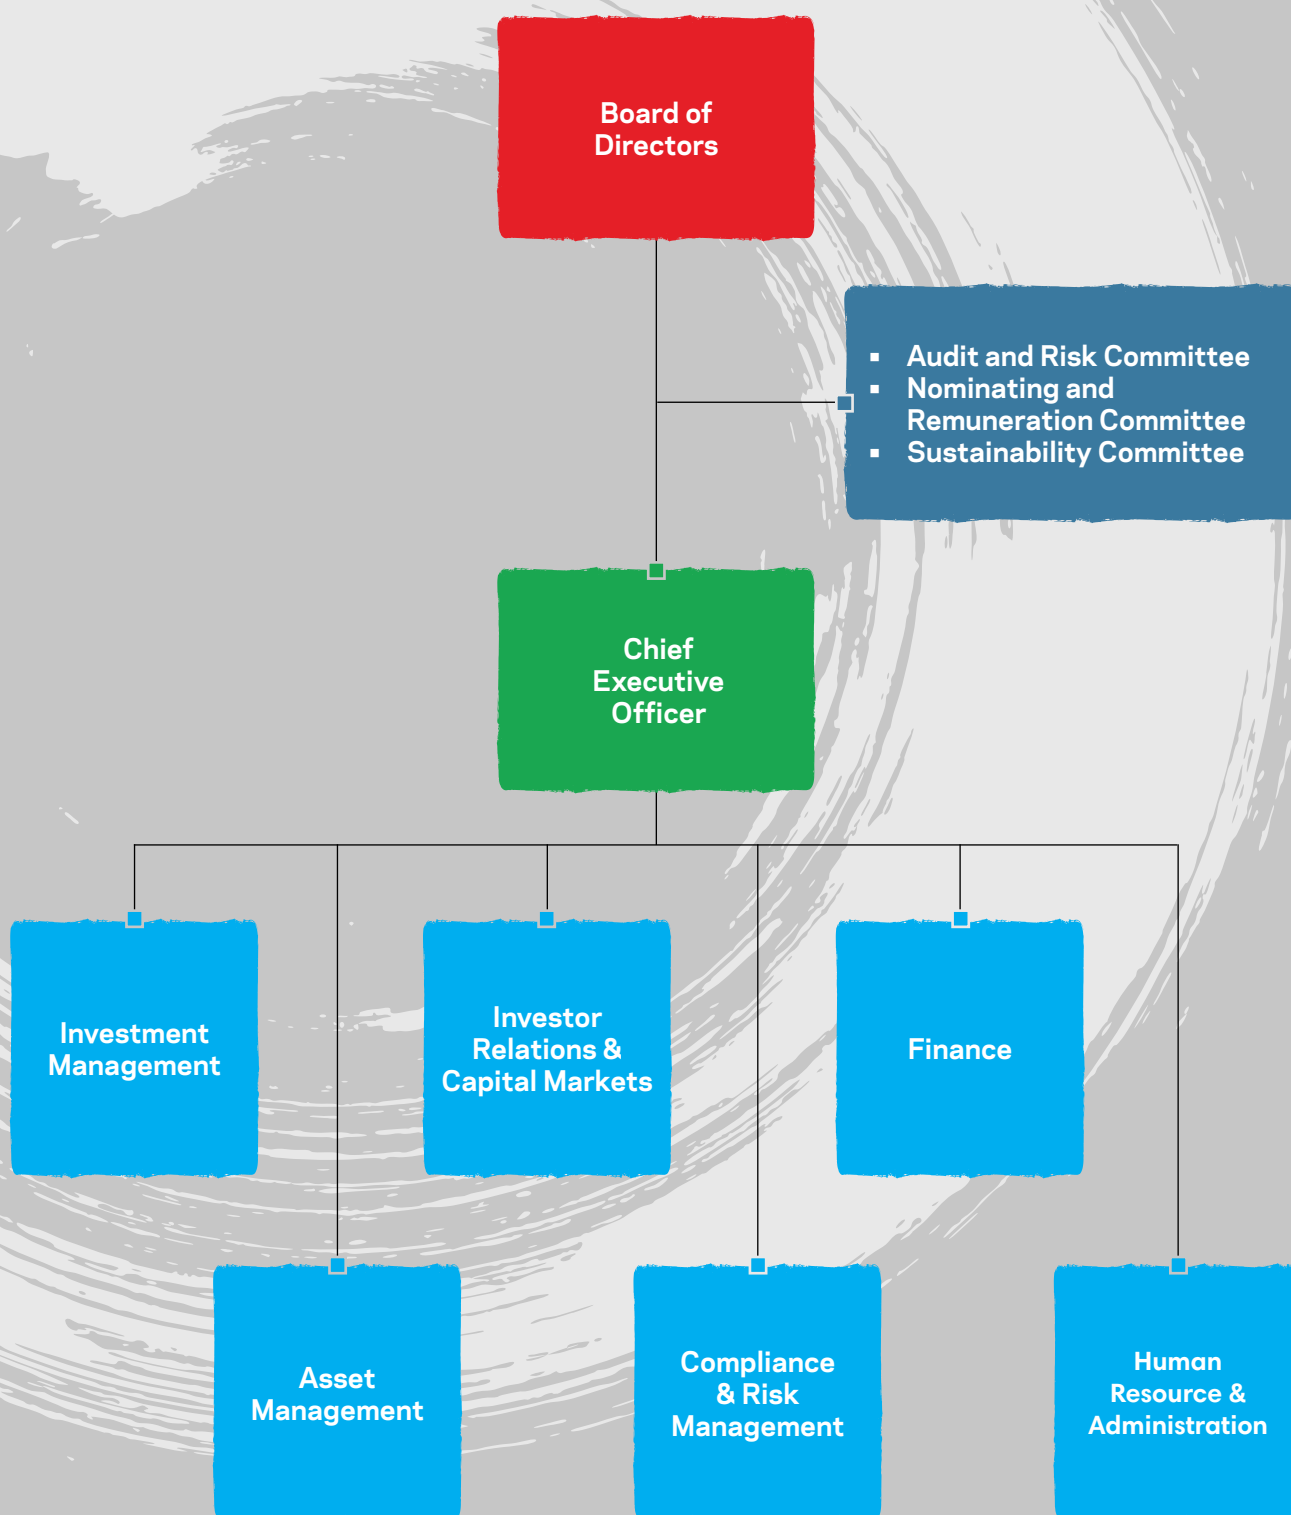 Board of
Directors
▪ Audit and Risk Committee
▪ Nominating and
Remuneration Committee
▪ Sustainability Committee
Chief
Executive
Officer
Investment
Management
Investor
Relations &
Capital Markets
Finance
Asset
Management
Compliance
& Risk
Management
Human
Resource &
Administration